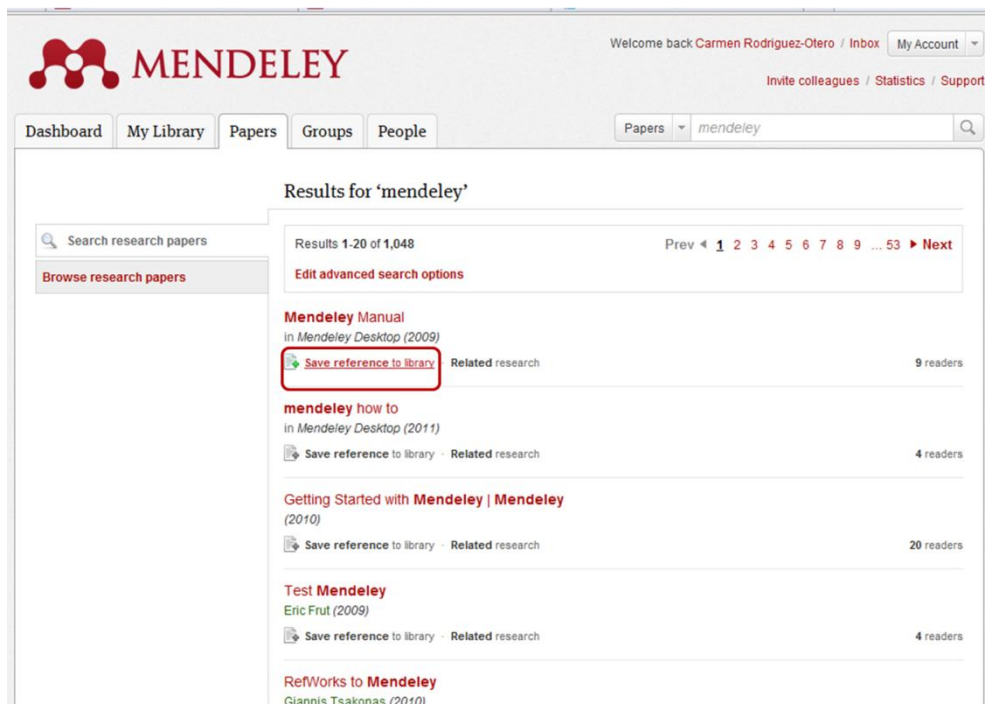 Welcome back Carmen Rodriguez-Otero / Inbox My Account
MENDELEY
Invite colleagues / Statistics / Support
Dashboard My Library Papers Groups People Papers mendeley
Results for ‘mendeley’
Search research papers
Results 1-20 of 1,048 Prev 1 2 3 4 5 6 7 8 9 ... 53 Next
Browse research papers
Edit advanced search options
Mendeley Manual
in Mendeley Desktop (2009)
Save reference to library · Related research 9 readers
mendeley how to
in Mendeley Desktop (2011)
Save reference to library · Related research 4 readers
Getting Started with Mendeley | Mendeley
(2010)
Save reference to library · Related research 20 readers
Test Mendeley
Eric Frut (2009)
Save reference to library · Related research 4 readers
RefWorks to Mendeley
Giannis Tsakonas (2010)